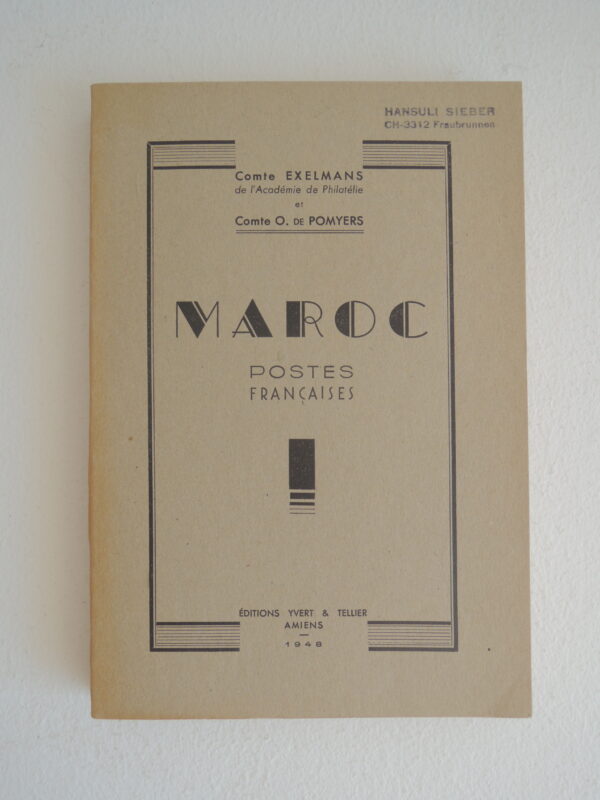 HANSULI SIEBER
CH-3312 Fraubrunnen
Comte EXELMANS
de l'Académie de Philatélie
et
Comte O. DE POMYERS
MAROC
POSTES
FRANÇAISES
ÉDITIONS YVERT & TELLIER
AMIENS
1948